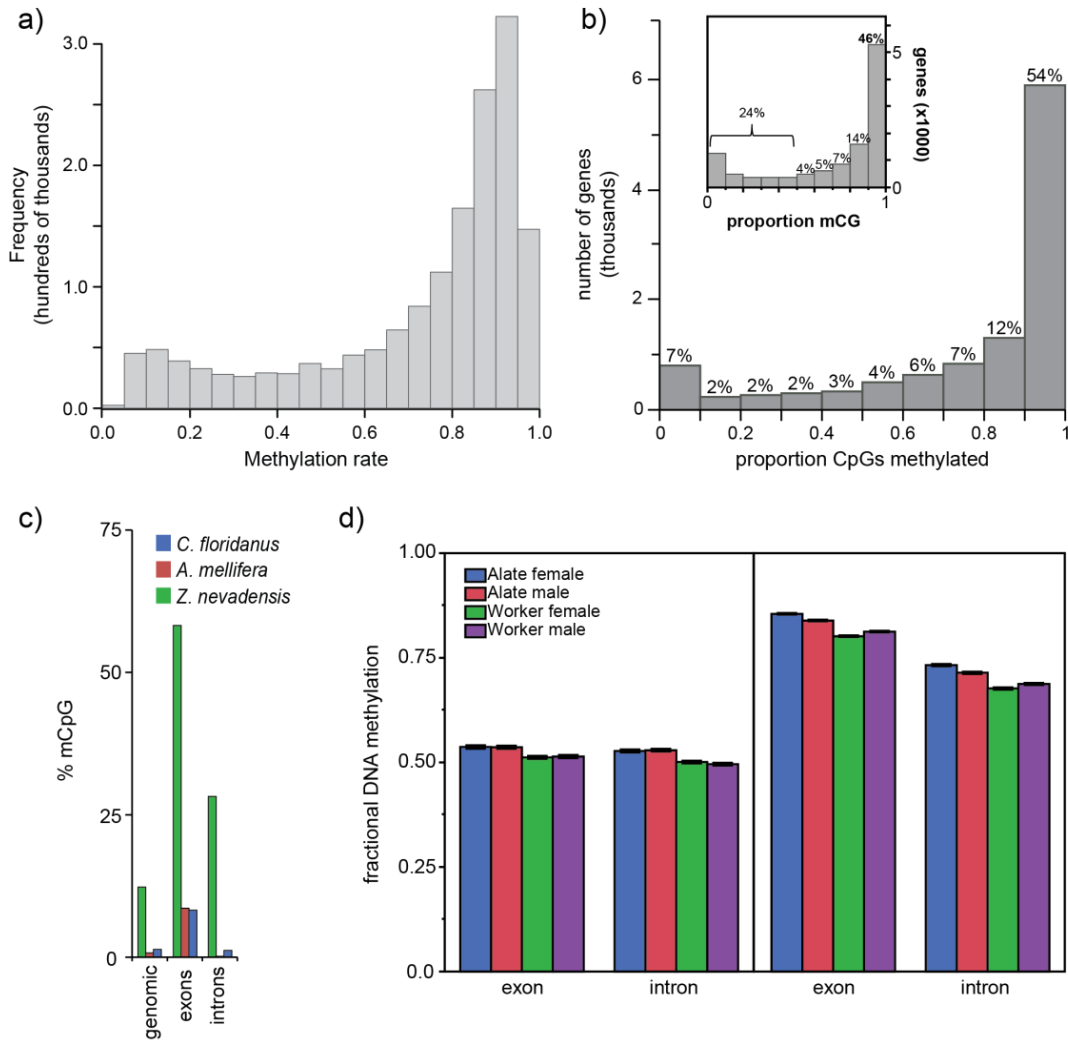 a)
3.0
2.0
1.0
0.0
Frequency
(hundreds of thousands)
0.0 0.2 0.4 0.6 0.8 1.0
Methylation rate
b)
6
4
2
0
number of genes
(thousands)
7% 2% 2% 2% 3% 4% 6% 7% 12% 54%
0 0.2 0.4 0.6 0.8 1
proportion CpGs methylated
24%
4% 5% 7% 14% 46%
5
0
genes (x1000)
0 1
proportion mCG
c)
75
50
25
0
% mCpG
C. floridanus
A. mellifera
Z. nevadensis
genomic
exons
introns
d)
1.00
0.75
0.50
0.25
0.0
fractional DNA methylation
Alate female
Alate male
Worker female
Worker male
exon intron exon intron